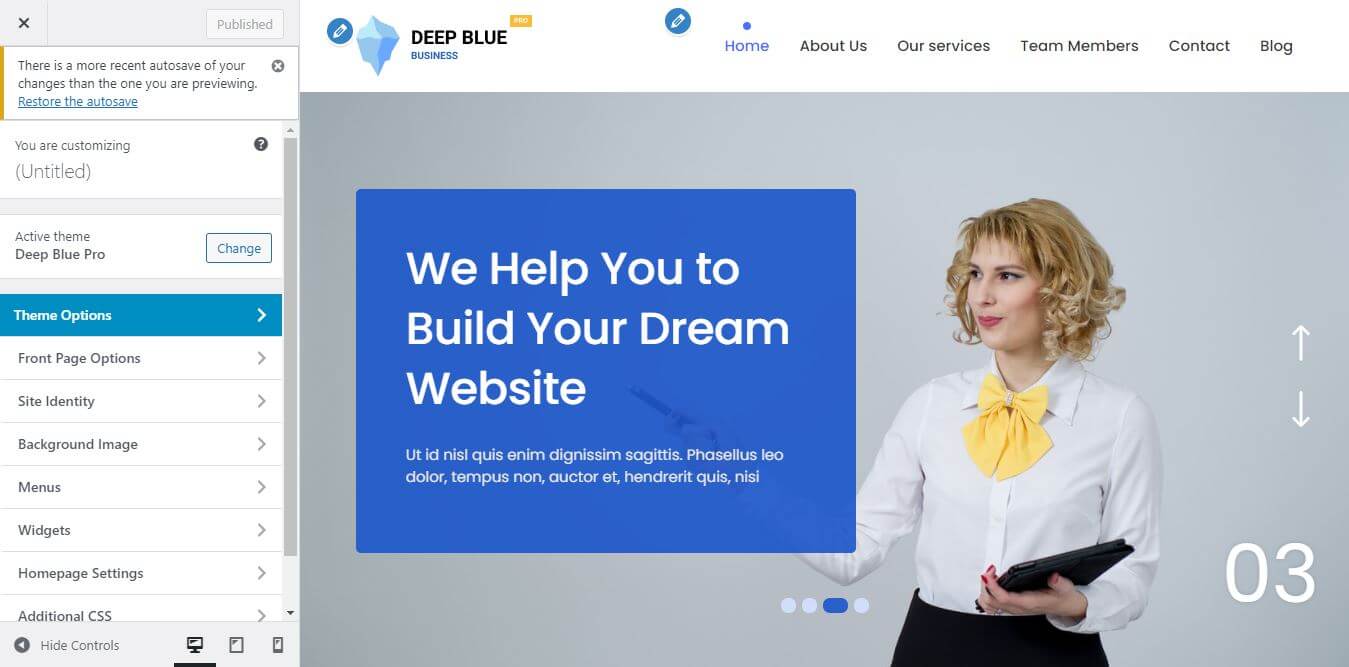 Published
There is a more recent autosave of your
changes than the one you are previewing.
Restore the autosave
You are customizing
(Untitled)
Active theme
Deep Blue Pro
Change
Theme Options
Front Page Options
Site Identity
Background Image
Menus
Widgets
Homepage Settings
Additional CSS
Hide Controls
PRO
DEEP BLUE
BUSINESS
Home About Us Our services Team Members Contact Blog
We Help You to
Build Your Dream
Website
Ut id nisl quis enim dignissim sagittis. Phasellus leo
dolor, tempus non, auctor et, hendrerit quis, nisi
03